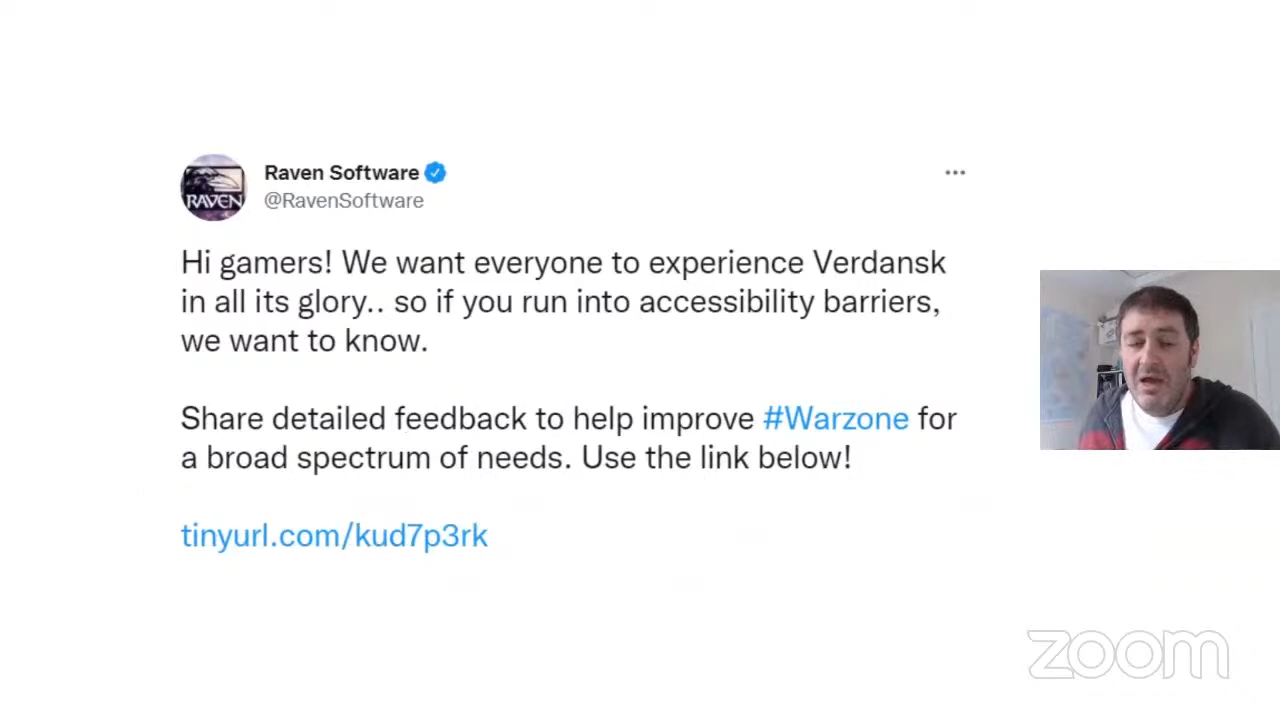 Raven Software
@RavenSoftware
RAVEN
Hi gamers! We want everyone to experience Verdansk
in all its glory.. so if you run into accessibility barriers,
we want to know.
Share detailed feedback to help improve #Warzone for
a broad spectrum of needs. Use the link below!
tinyurl.com/kud7p3rk
zoom